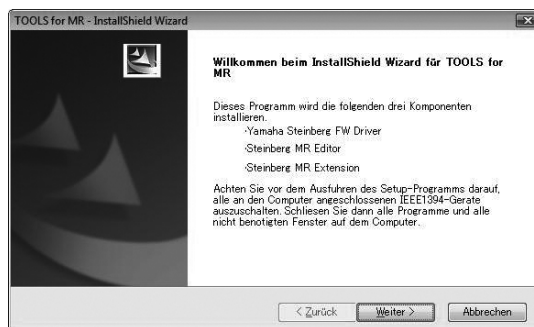 TOOLS for MR - InstallShield Wizard
Willkommen beim InstallShield Wizard für TOOLS for
MR
Dieses Programm wird die folgenden drei Komponenten
installieren.
·Yamaha Steinberg FW Driver
·Steinberg MR Editor
·Steinberg MR Extension
Achten Sie vor dem Ausfuhren des Setup-Programms darauf,
alle an den Computer angeschlossenen IEEE1394-Gerate
auszuschalten. Schliesen Sie dann alle Programme und alle
nicht benotigten Fenster auf dem Computer.
< Zurück
Weiter >
Abbrechen